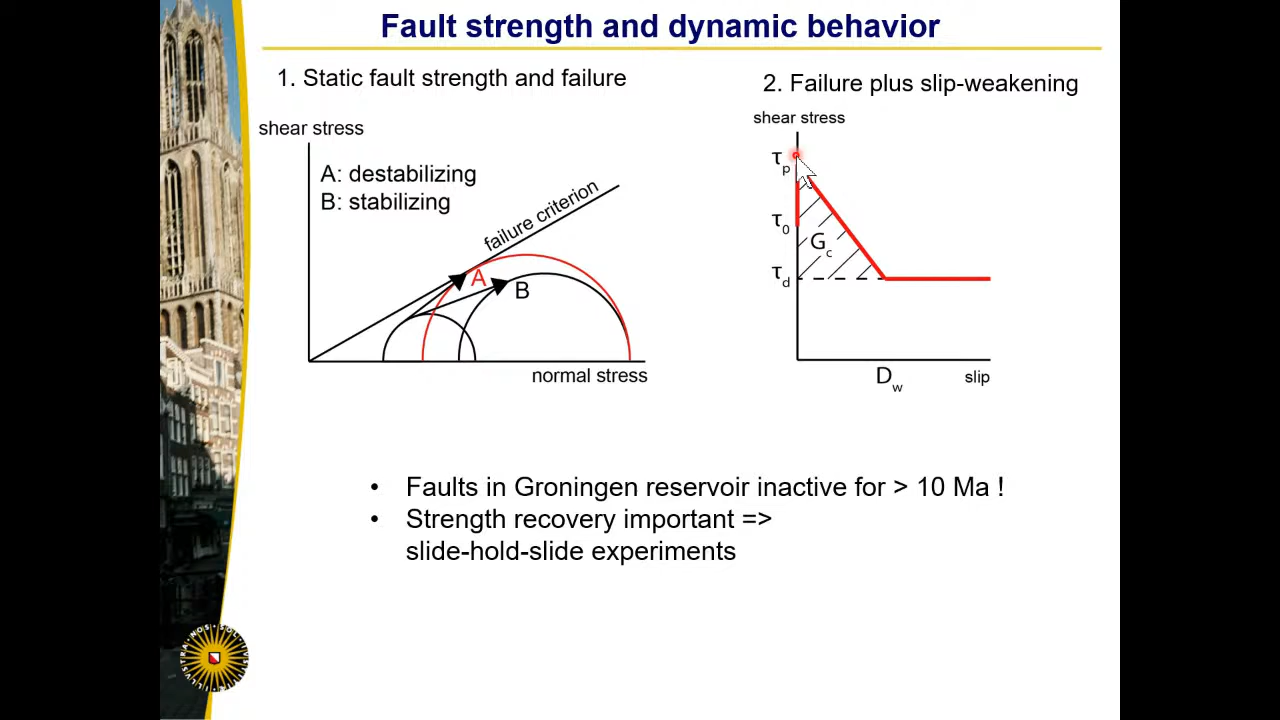 Fault strength and dynamic behavior
1. Static fault strength and failure
shear stress
A: destabilizing
B: stabilizing
failure criterion
A
B
normal stress
2. Failure plus slip-weakening
shear stress
τp
τ0
Gc
τd
Dw
slip
• Faults in Groningen reservoir inactive for > 10 Ma !
• Strength recovery important =>
slide-hold-slide experiments